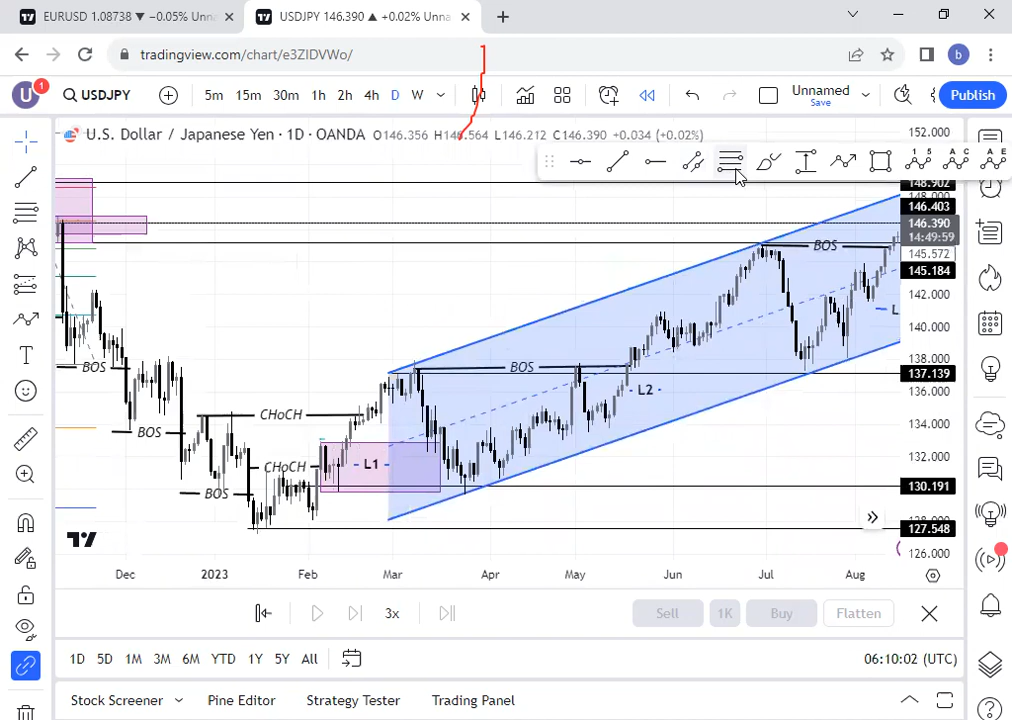 EURUSD 1.08738 ▼ −0.05% Unna
USDJPY 146.390 ▲ +0.02% Unna
tradingview.com/chart/e3ZIDVWo/
b
U 1 USDJPY 5m 15m 30m 1h 2h 4h D W Unnamed Save Publish
U.S. Dollar / Japanese Yen · 1D · OANDA O146.356 H146.564 L146.212 C146.390 +0.034 (+0.02%)
152.000
148.902
146.403
146.390
14:49:59
145.572
145.184
142.000
140.000
138.000
137.139
136.000
134.000
132.000
130.191
128.000
127.548
126.000
BOS
BOS
BOS
BOS
BOS
CHoCH
CHoCH
L1
L2
L
Dec 2023 Feb Mar Apr May Jun Jul Aug
3x Sell 1K Buy Flatten
1D 5D 1M 3M 6M YTD 1Y 5Y All 06:10:02 (UTC)
Stock Screener Pine Editor Strategy Tester Trading Panel